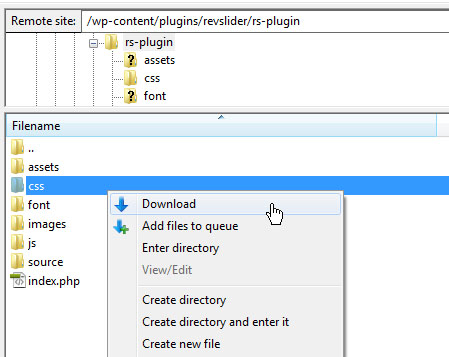 Remote site: /wp-content/plugins/revslider/rs-plugin
rs-plugin
? assets
css
? font
Filename
..
assets
css
font
images
js
source
index.php
Download
Add files to queue
Enter directory
View/Edit
Create directory
Create directory and enter it
Create new file